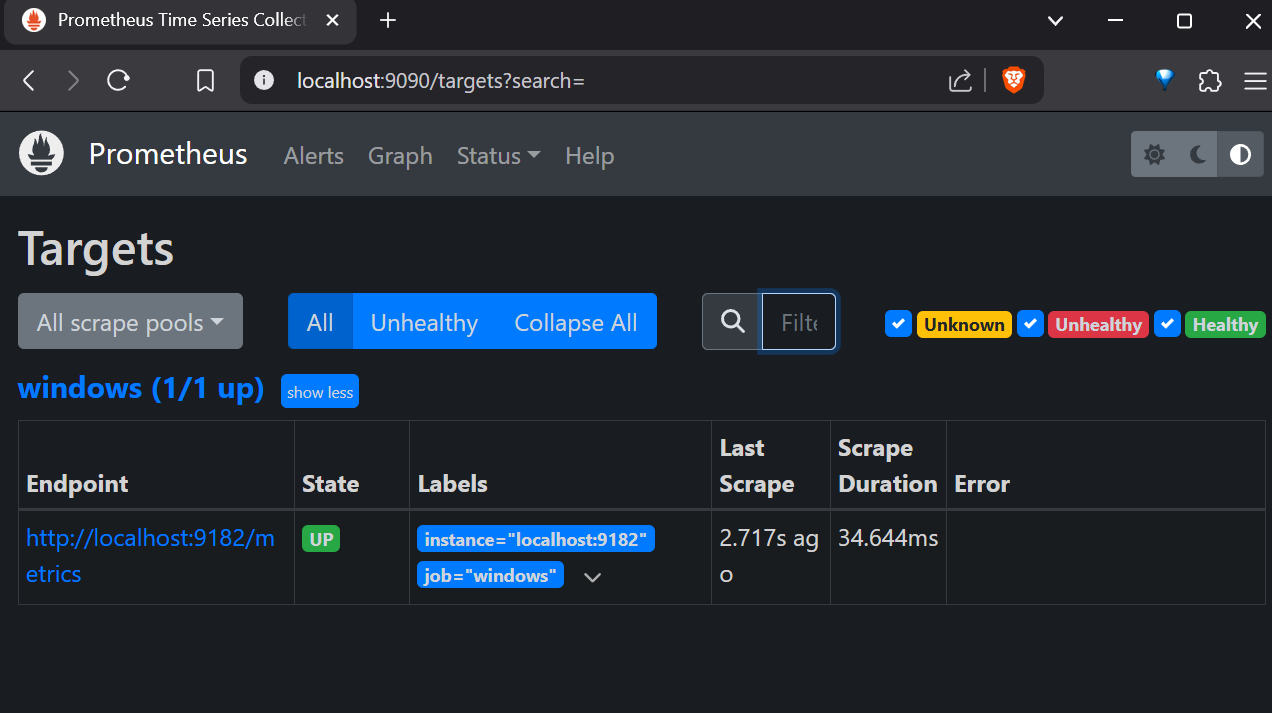 Prometheus Time Series Collect
localhost:9090/targets?search=
Prometheus Alerts Graph Status Help
Targets
All scrape pools All Unhealthy Collapse All Filte Unknown Unhealthy Healthy
windows (1/1 up) show less
Endpoint State Labels Last Scrape Scrape Duration Error
http://localhost:9182/m UP instance="localhost:9182" 2.717s ag 34.644ms
etrics job="windows" o